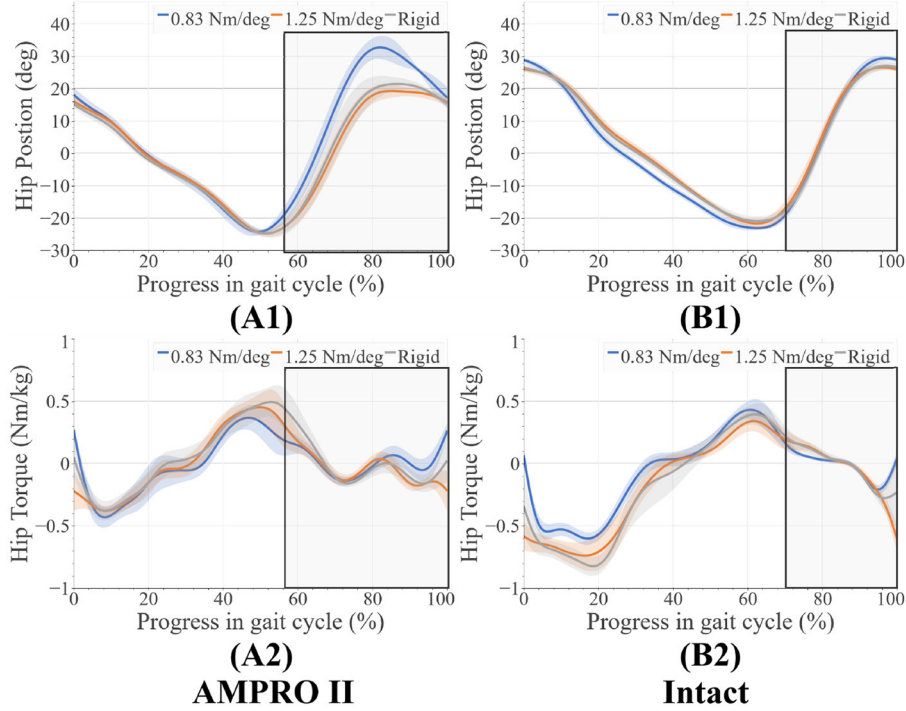 0.83 Nm/deg 1.25 Nm/deg Rigid
Hip Postion (deg)
40
30
20
10
0
−10
−20
−30
0 20 40 60 80 100
Progress in gait cycle (%)
(A1)
0.83 Nm/deg 1.25 Nm/deg Rigid
Hip Postion (deg)
40
30
20
10
0
−10
−20
−30
0 20 40 60 80 100
Progress in gait cycle (%)
(B1)
0.83 Nm/deg 1.25 Nm/deg Rigid
Hip Torque (Nm/kg)
1
0.5
0
−0.5
−1
0 20 40 60 80 100
Progress in gait cycle (%)
(A2)
AMPRO II
0.83 Nm/deg 1.25 Nm/deg Rigid
Hip Torque (Nm/kg)
1
0.5
0
−0.5
−1
0 20 40 60 80 100
Progress in gait cycle (%)
(B2)
Intact